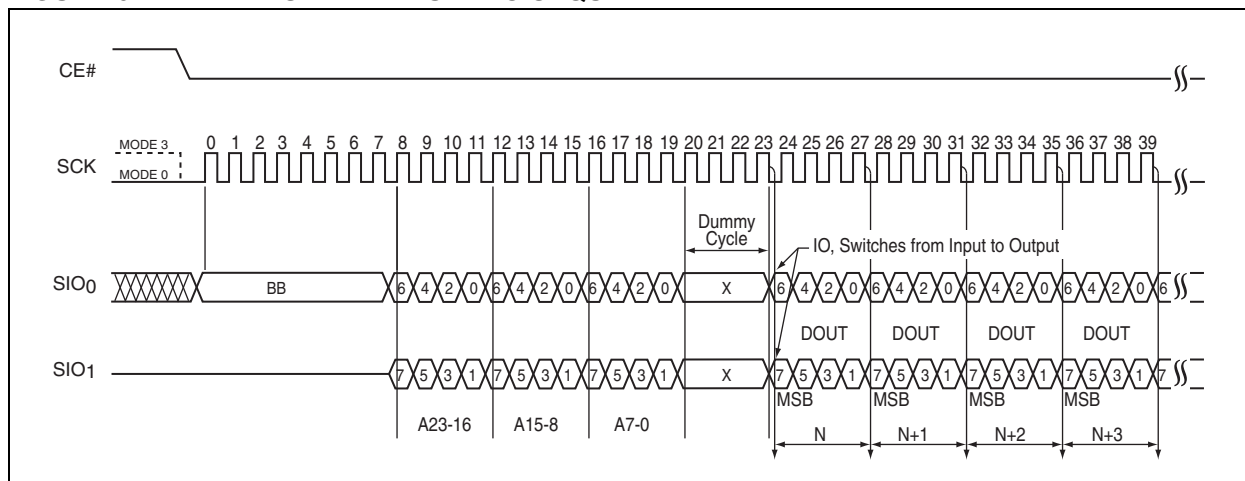 CE#
MODE 3
0 1 2 3 4 5 6 7 8 9 10 11 12 13 14 15 16 17 18 19 20 21 22 23 24 25 26 27 28 29 30 31 32 33 34 35 36 37 38 39
SCK
MODE 0
Dummy
Cycle
IO, Switches from Input to Output
SIO0
BB 6 4 2 0 6 4 2 0 6 4 2 0 X 6 4 2 0 6 4 2 0 6 4 2 0 6 4 2 0 6
DOUT DOUT DOUT DOUT
SIO1
7 5 3 1 7 5 3 1 7 5 3 1 X 7 5 3 1 7 5 3 1 7 5 3 1 7 5 3 1 7
MSB MSB MSB MSB
A23-16 A15-8 A7-0
N N+1 N+2 N+3